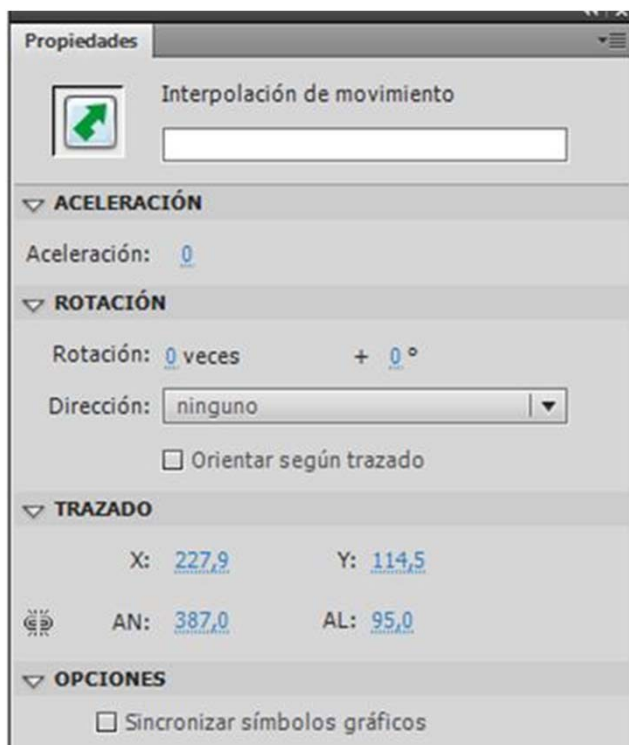 Propiedades
Interpolación de movimiento
ACELERACIÓN
Aceleración: 0
ROTACIÓN
Rotación: 0 veces + 0 °
Dirección: ninguno
Orientar según trazado
TRAZADO
X: 227,9 Y: 114,5
AN: 387,0 AL: 95,0
OPCIONES
Sincronizar símbolos gráficos